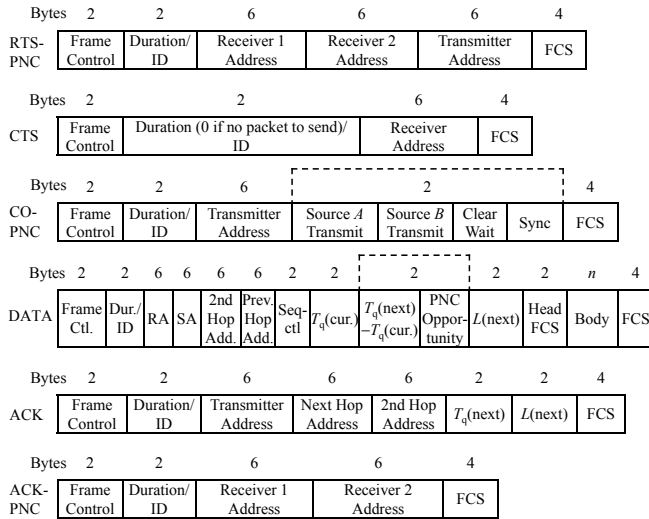 Bytes 2 2 6 6 6 4
RTS-PNC Frame Control Duration/ID Receiver 1 Address Receiver 2 Address Transmitter Address FCS
Bytes 2 2 6 4
CTS Frame Control Duration (0 if no packet to send)/ID Receiver Address FCS
Bytes 2 2 6 2 4
CO-PNC Frame Control Duration/ID Transmitter Address Source A Transmit Source B Transmit Clear Wait Sync FCS
Bytes 2 2 6 6 6 6 2 2 2 2 2 n 4
DATA Frame Ctl. Dur./ID RA SA 2nd Hop Add. Prev. Hop Add. Seq-ctl Tq(cur.) Tq(next) –Tq(cur.) PNC Oppor-tunity L(next) Head FCS Body FCS
Bytes 2 2 6 6 6 2 2 4
ACK Frame Control Duration/ID Transmitter Address Next Hop Address 2nd Hop Address Tq(next) L(next) FCS
Bytes 2 2 6 6 4
ACK-PNC Frame Control Duration/ID Receiver 1 Address Receiver 2 Address FCS